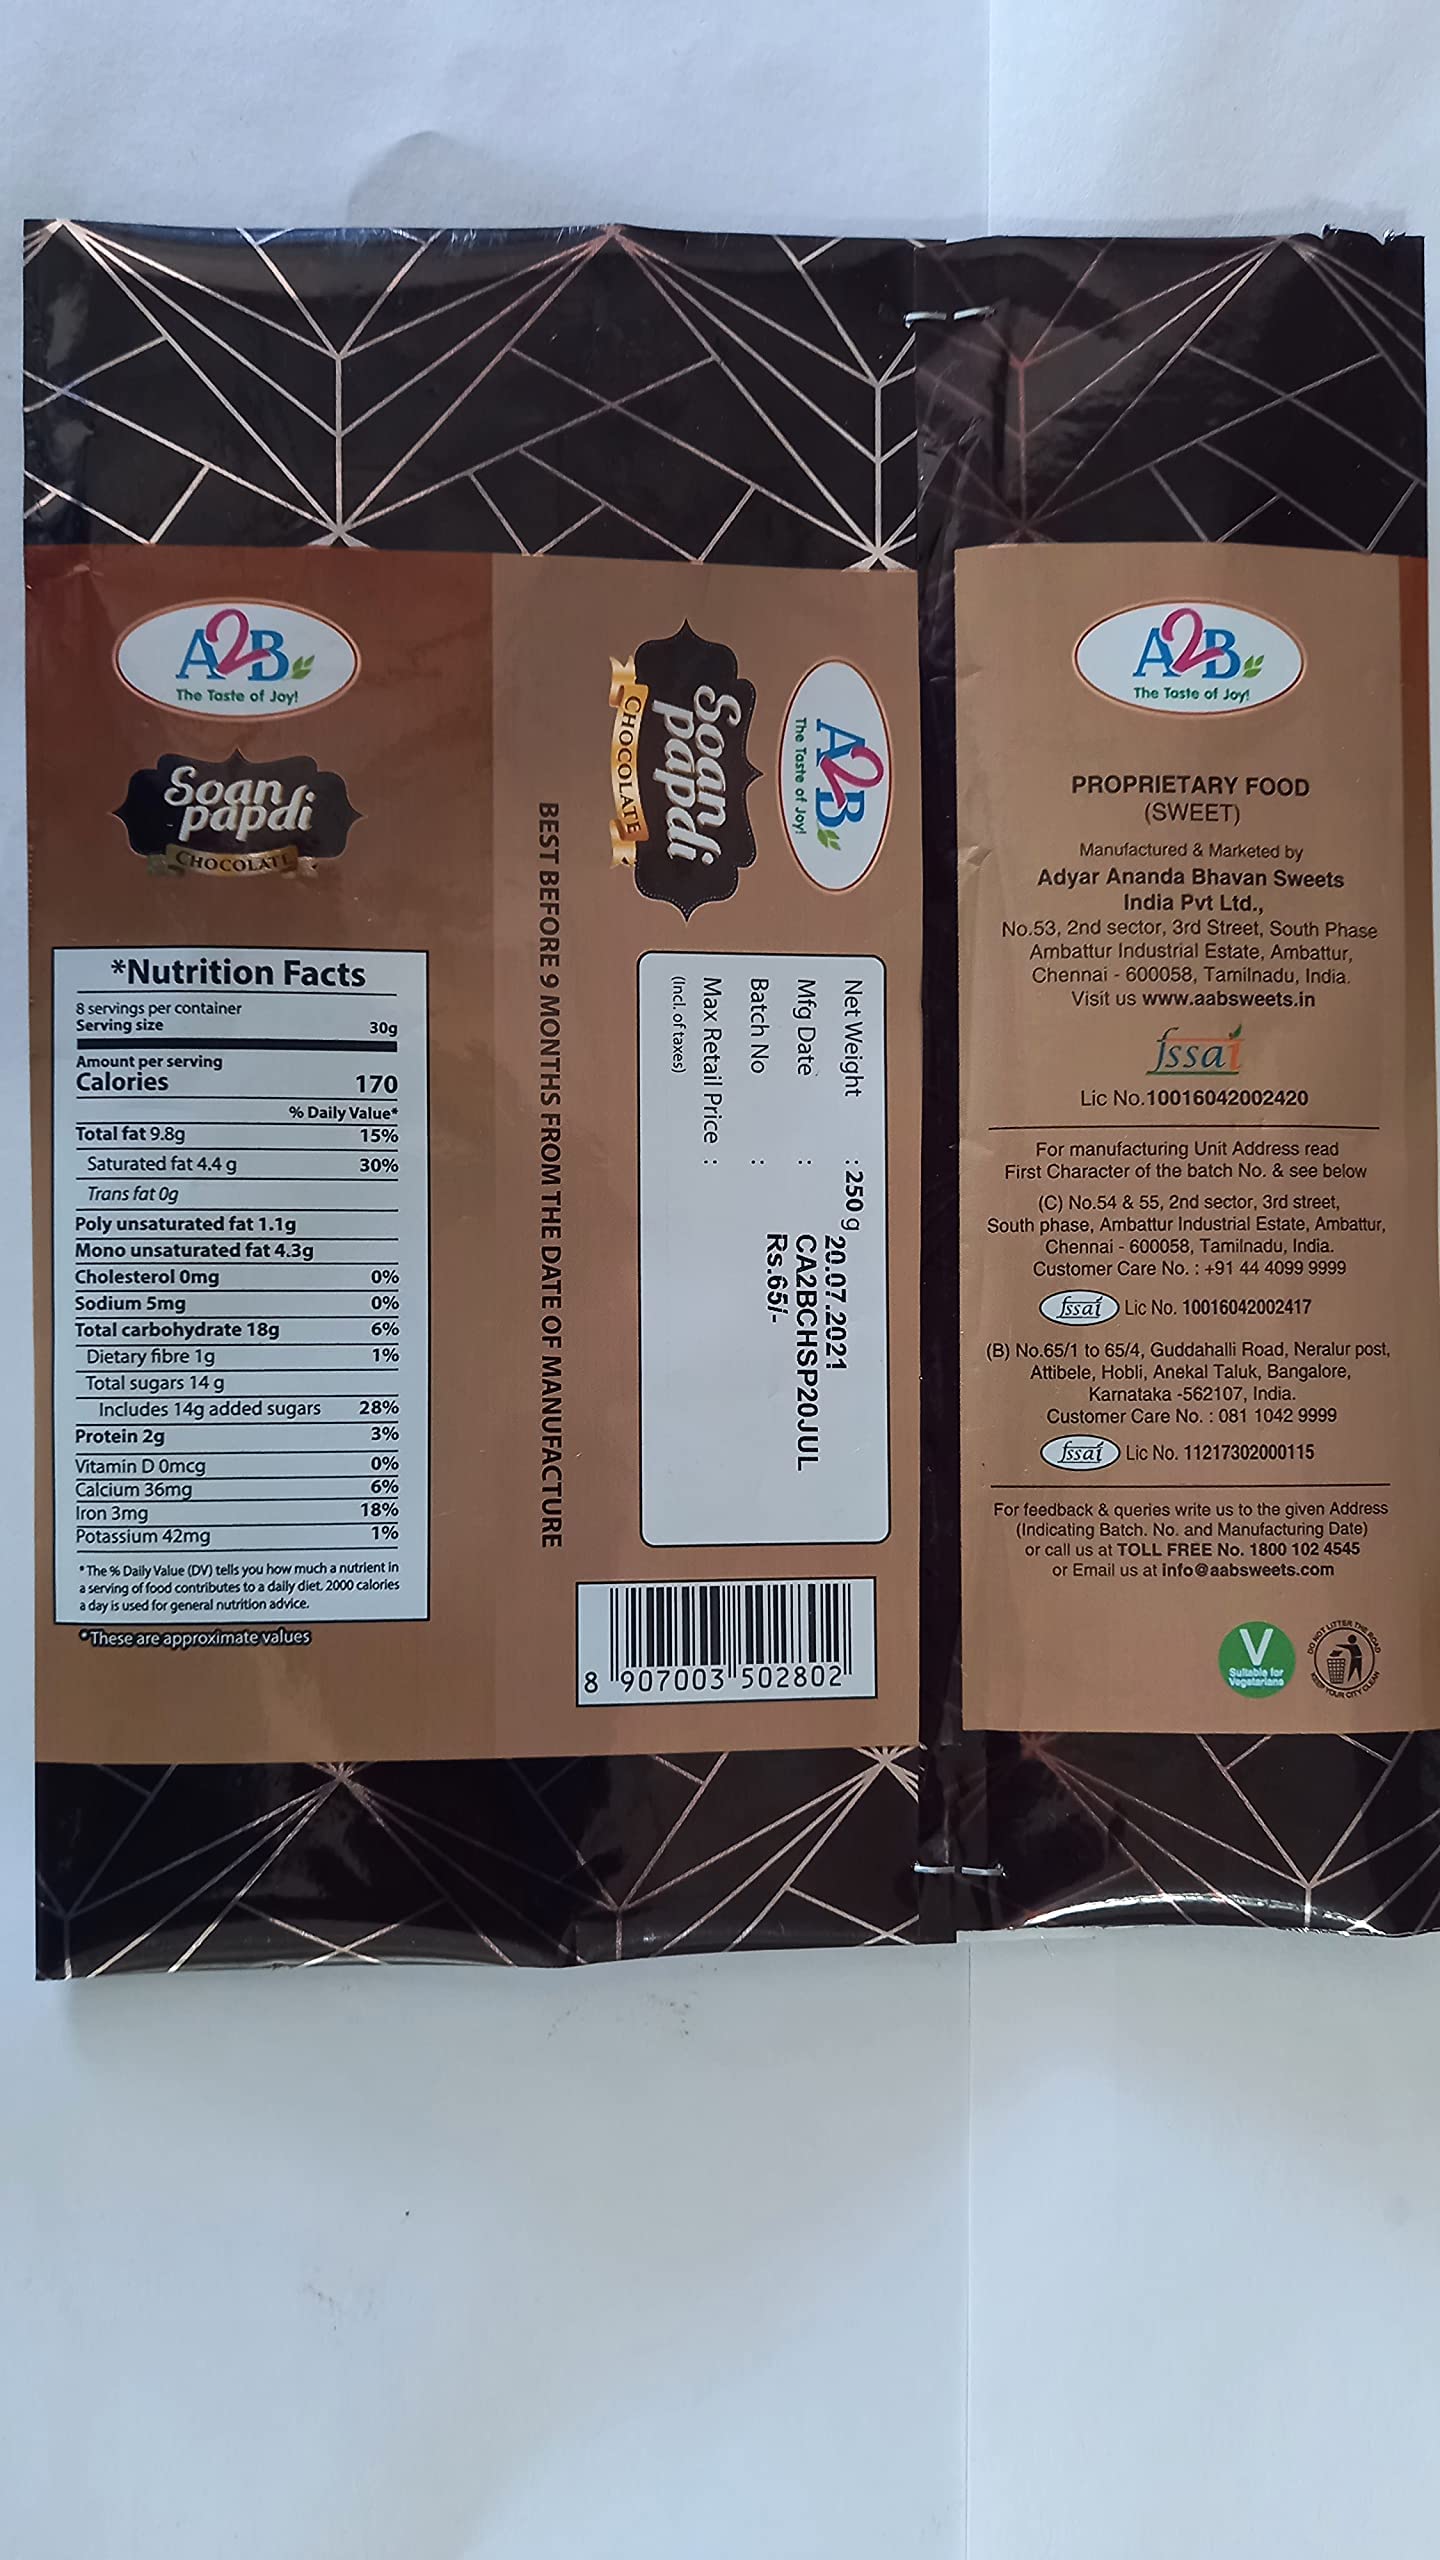 A2B
The Taste of Joy!
Soan
papdi
CHOCOLATE
*Nutrition Facts
8 servings per container
Serving size 30g
Amount per serving
Calories 170
% Daily Value*
Total fat 9.8g 15%
Saturated fat 4.4 g 30%
Trans fat 0g
Poly unsaturated fat 1.1g
Mono unsaturated fat 4.3g
Cholesterol 0mg 0%
Sodium 5mg 0%
Total carbohydrate 18g 6%
Dietary fibre 1g 1%
Total sugars 14 g
Includes 14g added sugars 28%
Protein 2g 3%
Vitamin D 0mcg 0%
Calcium 36mg 6%
Iron 3mg 18%
Potassium 42mg 1%
*The % Daily Value (DV) tells you how much a nutrient in
a serving of food contributes to a daily diet. 2000 calories
a day is used for general nutrition advice.
*These are approximate values
A2B
The Taste of Joy!
Soan
papdi
CHOCOLATE
Net Weight : 250 g
Mfg Date : 20.07.2021
Batch No : CA2BCHSP20JUL
Max Retail Price : Rs.65/-
(Incl. of taxes)
BEST BEFORE 9 MONTHS FROM THE DATE OF MANUFACTURE
8 907003 502802
A2B
The Taste of Joy!
PROPRIETARY FOOD
(SWEET)
Manufactured & Marketed by
Adyar Ananda Bhavan Sweets
India Pvt Ltd.,
No.53, 2nd sector, 3rd Street, South Phase
Ambattur Industrial Estate, Ambattur,
Chennai - 600058, Tamilnadu, India.
Visit us www.aabsweets.in
fssai
Lic No.10016042002420
For manufacturing Unit Address read
First Character of the batch No. & see below
(C) No.54 & 55, 2nd sector, 3rd street,
South phase, Ambattur Industrial Estate, Ambattur,
Chennai - 600058, Tamilnadu, India.
Customer Care No. : +91 44 4099 9999
fssai Lic No. 10016042002417
(B) No.65/1 to 65/4, Guddahalli Road, Neralur post,
Attibele, Hobli, Anekal Taluk, Bangalore,
Karnataka -562107, India.
Customer Care No. : 081 1042 9999
fssai Lic No. 11217302000115
For feedback & queries write us to the given Address
(Indicating Batch. No. and Manufacturing Date)
or call us at TOLL FREE No. 1800 102 4545
or Email us at info@aabsweets.com
V
Suitable for
Vegetarians
DO NOT LITTER THE ROAD
KEEP YOUR CITY CLEAN